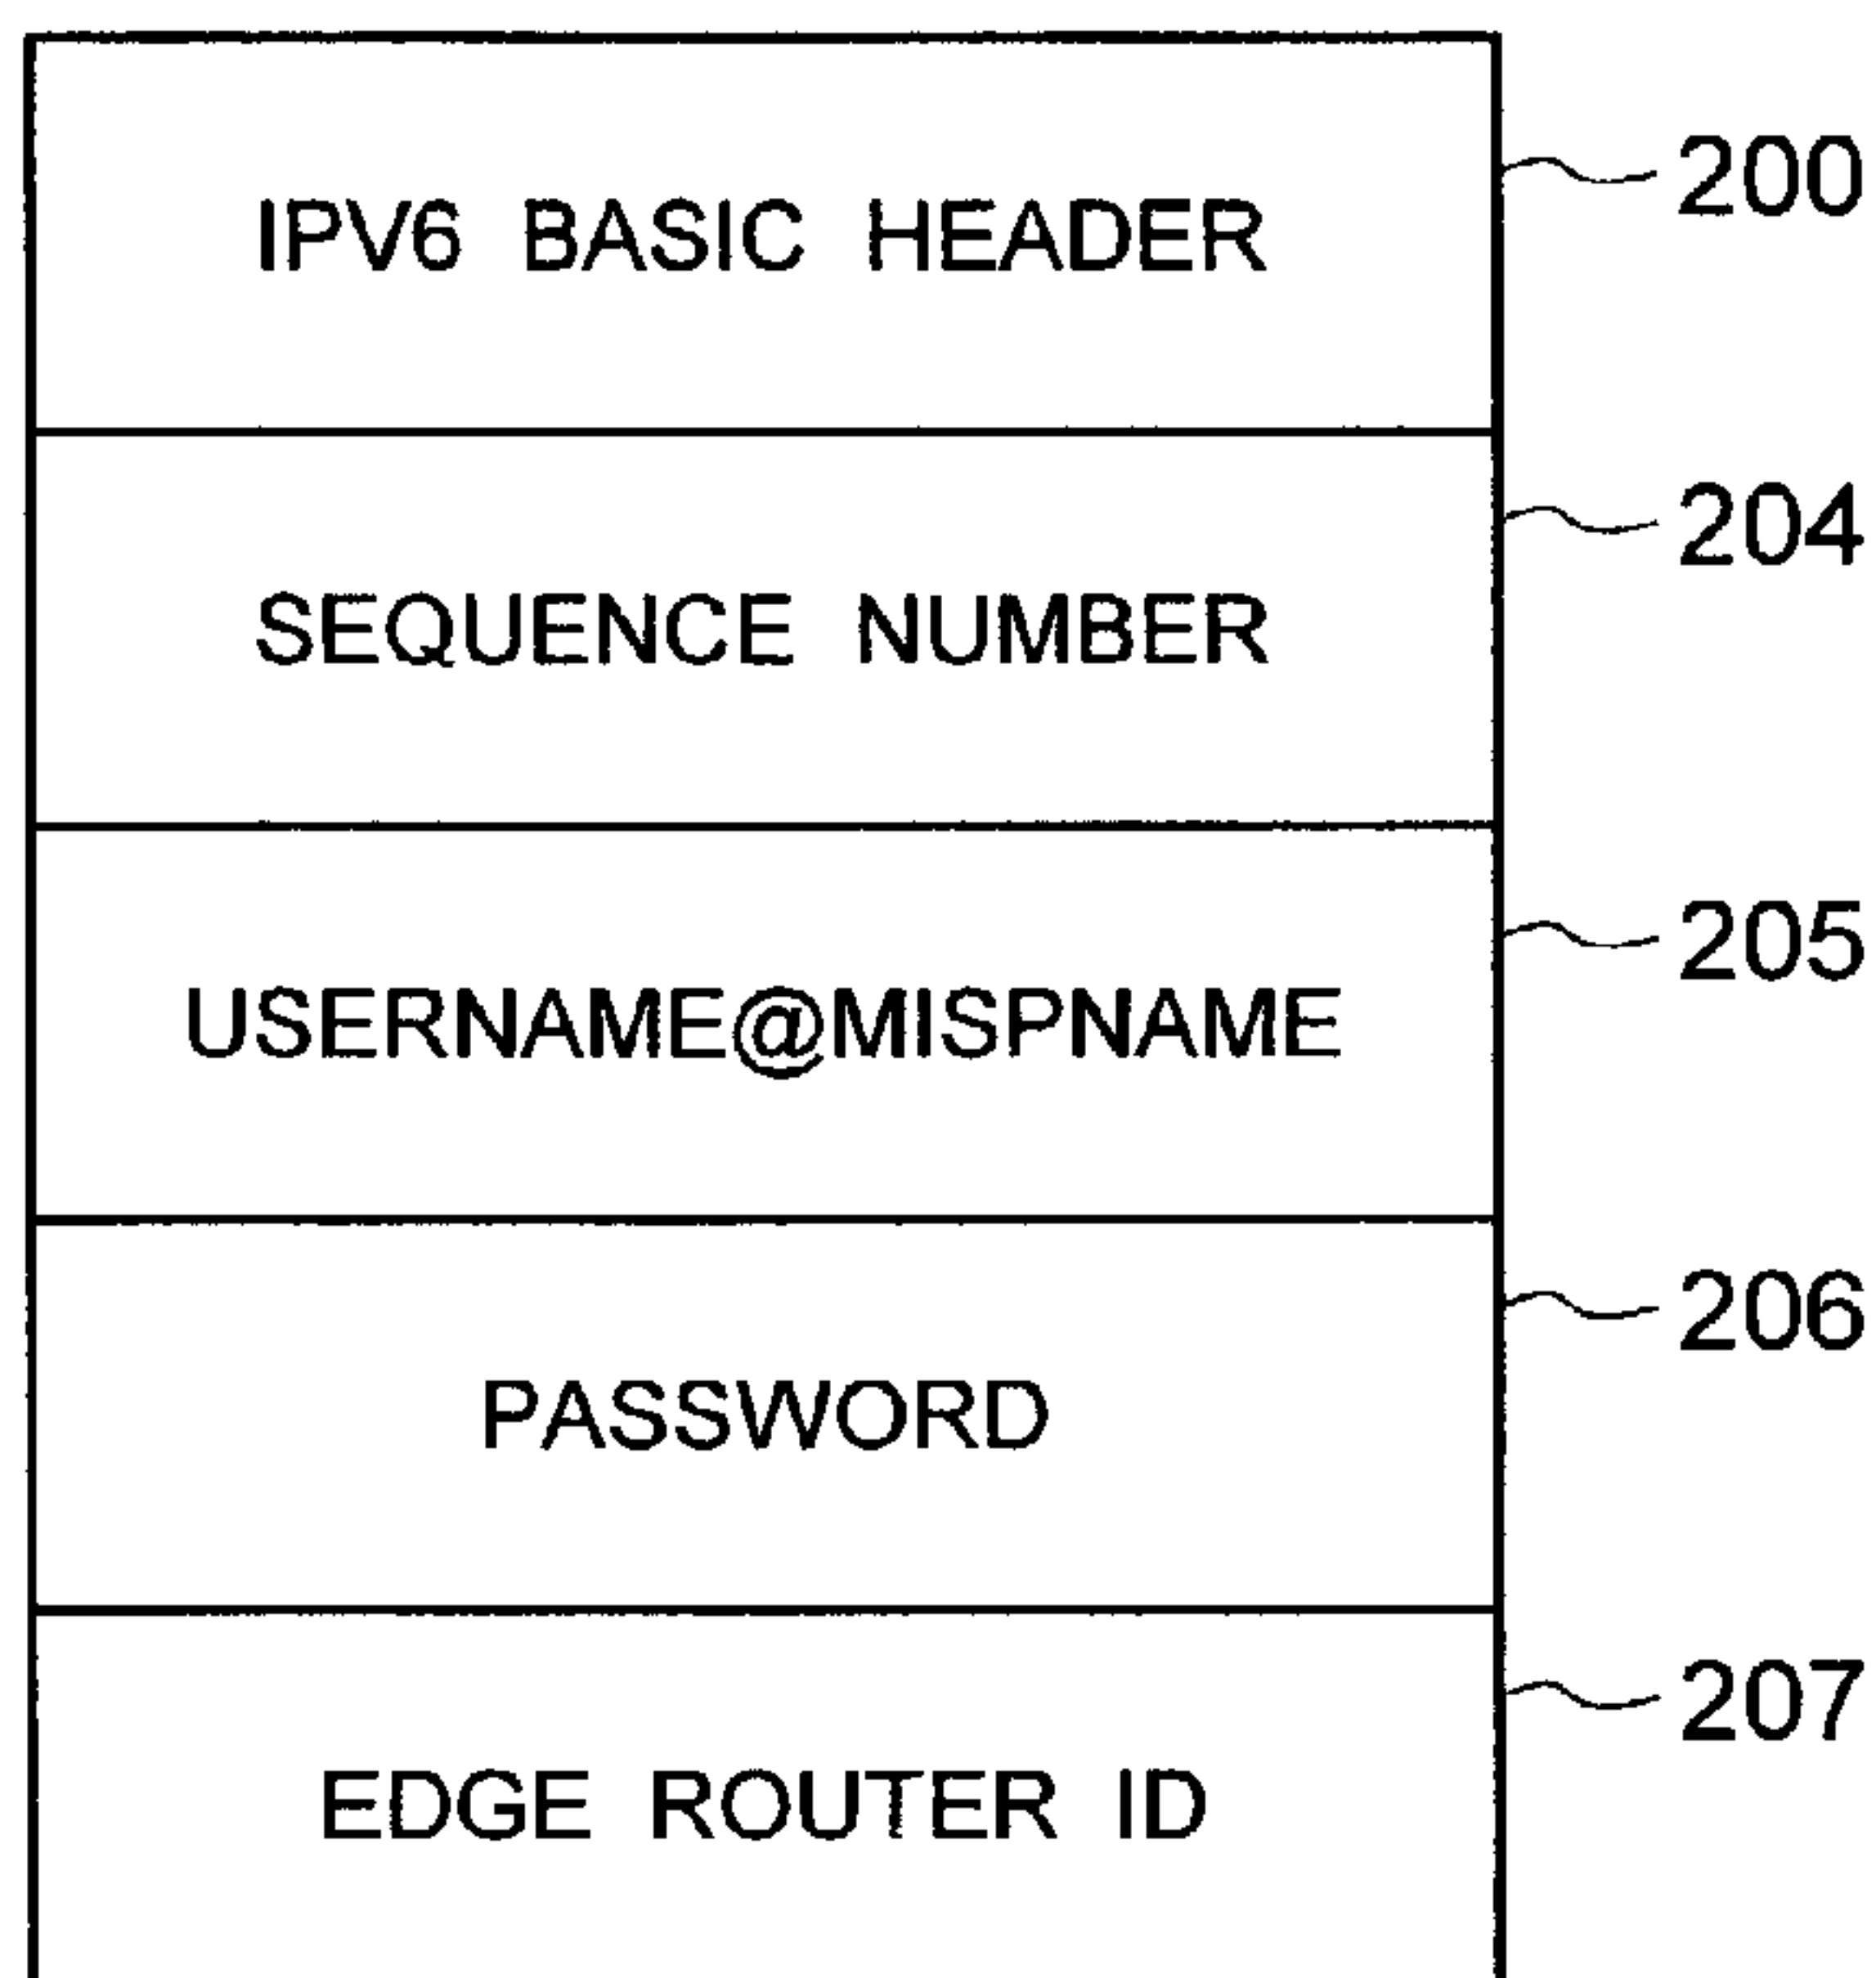 IPV6 BASIC HEADER
200
SEQUENCE NUMBER
204
USERNAME@MISPNAME
205
PASSWORD
206
EDGE ROUTER ID
207